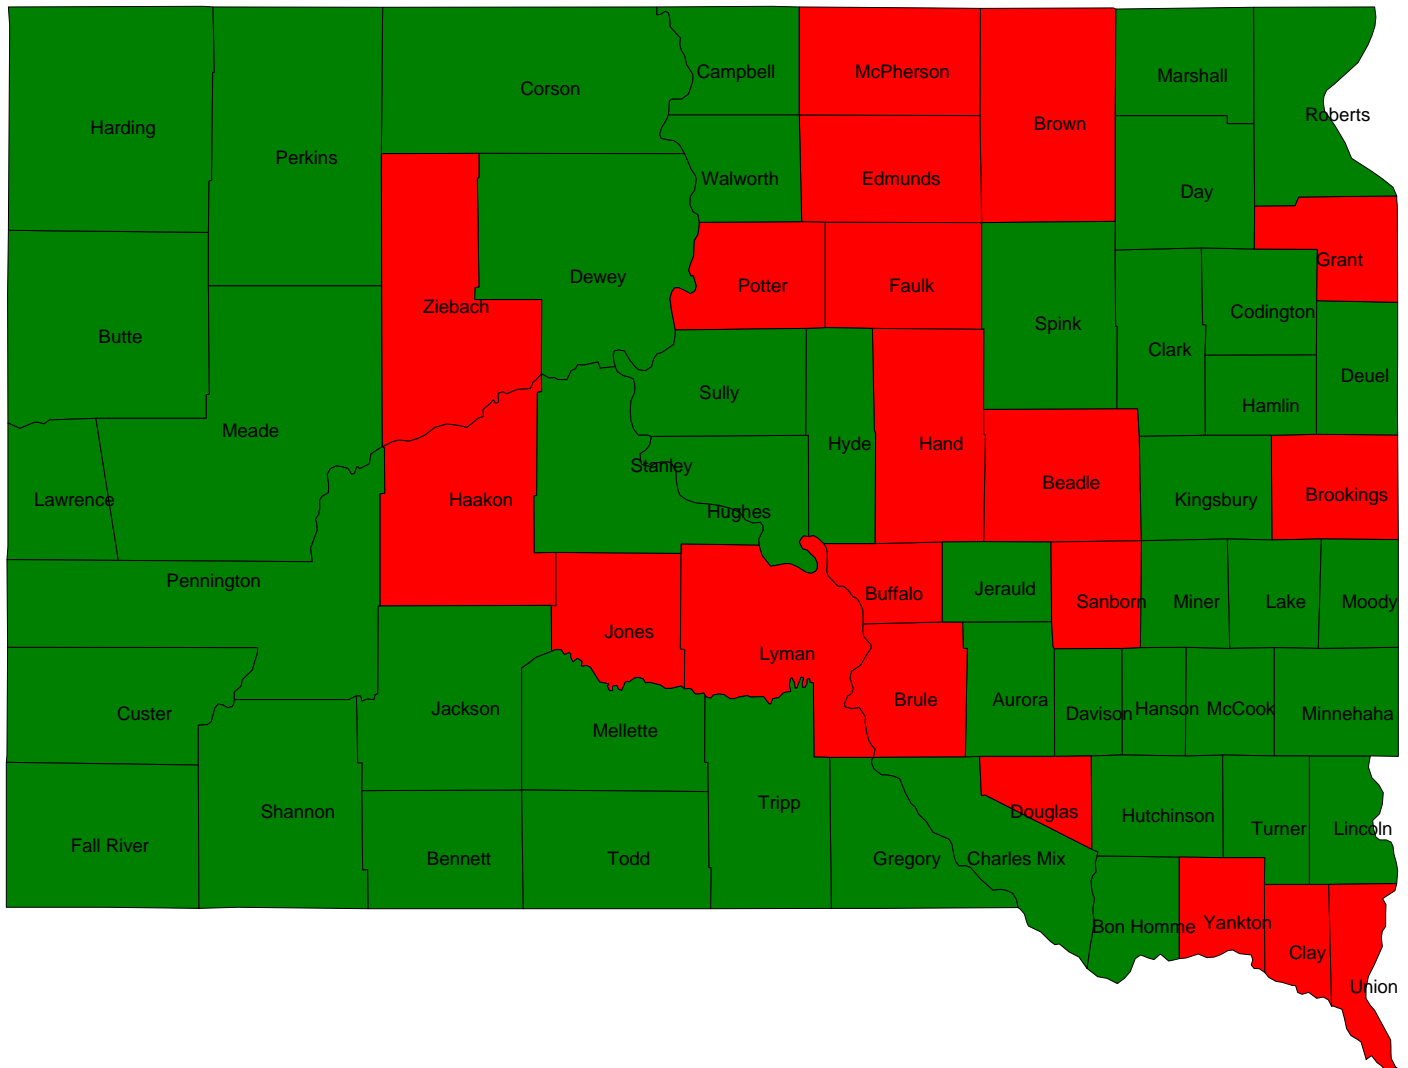 Campbell
McPherson
Marshall
Corson
Roberts
Brown
Harding
Perkins
Walworth
Edmunds
Day
Grant
Dewey
Potter
Faulk
Ziebach
Codington
Spink
Butte
Clark
Deuel
Sully
Hamlin
Meade
Hyde
Hand
Stanley
Beadle
Lawrence
Haakon
Kingsbury
Brookings
Hughes
Pennington
Jerauld
Buffalo
Sanborn
Miner
Lake
Moody
Jones
Lyman
Brule
Aurora
Jackson
Custer
Davison
Hanson
McCook
Minnehaha
Mellette
Tripp
Shannon
Douglas
Hutchinson
Turner
Lincoln
Fall River
Bennett
Todd
Gregory
Charles Mix
Bon Homme
Yankton
Clay
Union